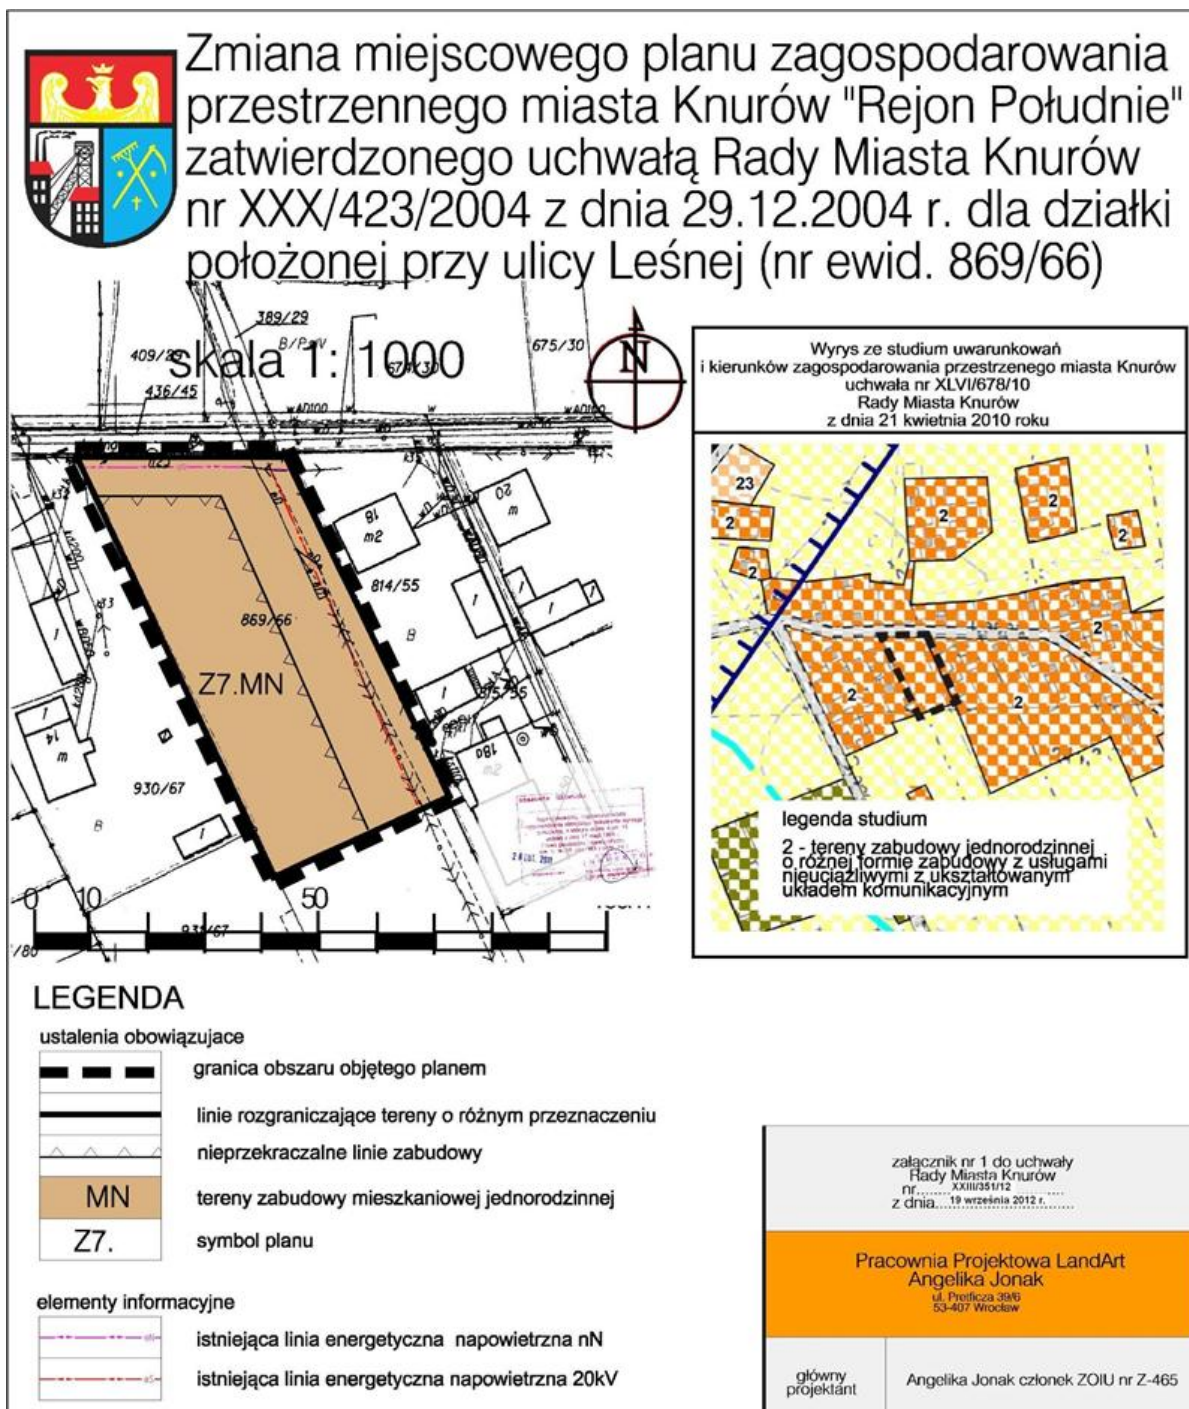 Zmiana miejscowego planu zagospodarowania
przestrzennego miasta Knurów "Rejon Południe"
zatwierdzonego uchwałą Rady Miasta Knurów
nr XXX/423/2004 z dnia 29.12.2004 r. dla działki
położonej przy ulicy Leśnej (nr ewid. 869/66)
skala 1: 1000
389/29
409/29
436/45
675/30
N
18
m2
20
w
814/55
869/66
B
Z7.MN
14
w
930/67
B
18a
m2
0 10 50
Wyrys ze studium uwarunkowań
i kierunków zagospodarowania przestrzenego miasta Knurów
uchwała nr XLVI/678/10
Rady Miasta Knurów
z dnia 21 kwietnia 2010 roku
23
2
2
2
2
2
2
2
2
legenda studium
2 - tereny zabudowy jednorodzinnej
o różnej formie zabudowy z usługami
nieuciążliwymi z ukształtowanym
układem komunikacyjnym
LEGENDA
ustalenia obowiązujace
granica obszaru objętego planem
linie rozgraniczające tereny o różnym przeznaczeniu
nieprzekraczalne linie zabudowy
MN tereny zabudowy mieszkaniowej jednorodzinnej
Z7. symbol planu
elementy informacyjne
istniejąca linia energetyczna napowietrzna nN
istniejąca linia energetyczna napowietrzna 20kV
załącznik nr 1 do uchwały
Rady Miasta Knurów
nr........XXIII/351/12..............
z dnia....19 września 2012 r........
Pracownia Projektowa LandArt
Angelika Jonak
ul. Pretficza 39/6
53-407 Wrocław
główny
projektant
Angelika Jonak członek ZOIU nr Z-465